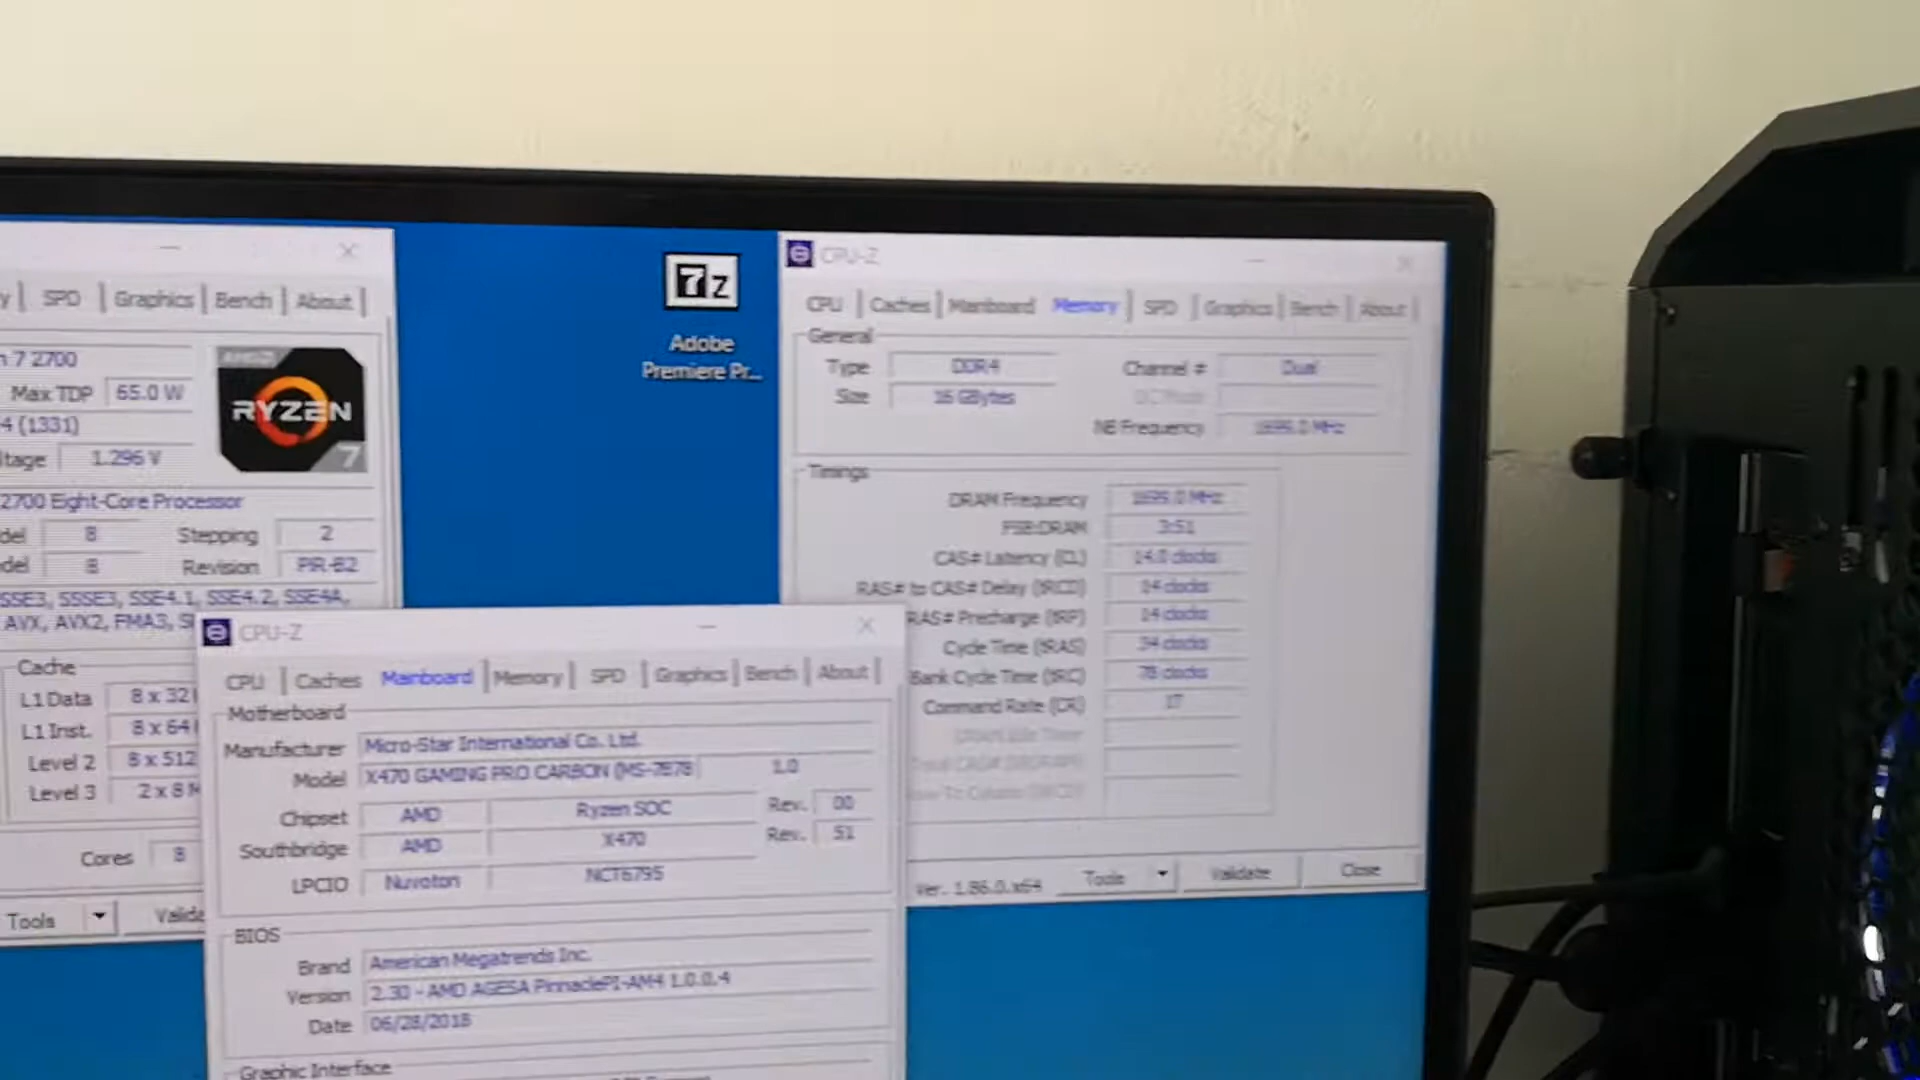 y SPD Graphics Bench About
n 7 2700
Max TDP 65.0 W
4 (1331)
ltage 1.296 V
RYZEN
7
2700 Eight-Core Processor
del 8 Stepping 2
del 8 Revision PiR-B2
SSE3, SSSE3, SSE4.1, SSE4.2, SSE4A,
AVX, AVX2, FMA3, S
Cache
L1 Data 8 x 32
L1 Inst. 8 x 64
Level 2 8 x 512
Level 3 2 x 8 M
Cores 8
Tools Valida
7z
Adobe
Premiere Pr...
CPU-Z
CPU Caches Mainboard Memory SPD Graphics Bench About
General
Type DDR4 Channel # Dual
Size 16 GBytes
NB Frequency
Timings
DRAM Frequency
FSB:DRAM 3:51
CAS# Latency (CL) 14.0 clocks
RAS# to CAS# Delay (tRCD) 14 clocks
RAS# Precharge (tRP) 14 clocks
Cycle Time (tRAS) 34 clocks
Bank Cycle Time (tRC) 78 clocks
Command Rate (CR) 1T
Ver. 1.86.0.x64 Tools Validate Close
CPU-Z
CPU Caches Mainboard Memory SPD Graphics Bench About
Motherboard
Manufacturer Micro-Star International Co. Ltd.
Model X470 GAMING PRO CARBON (MS-7B78 1.0
Chipset AMD Ryzen SOC Rev. 00
Southbridge AMD X470 Rev. 51
LPCIO Nuvoton NCT6795
BIOS
Brand American Megatrends Inc.
Version 2.30 - AMD AGESA PinnaclePI-AM4 1.0.0.4
Date 06/28/2018
Graphic Interface